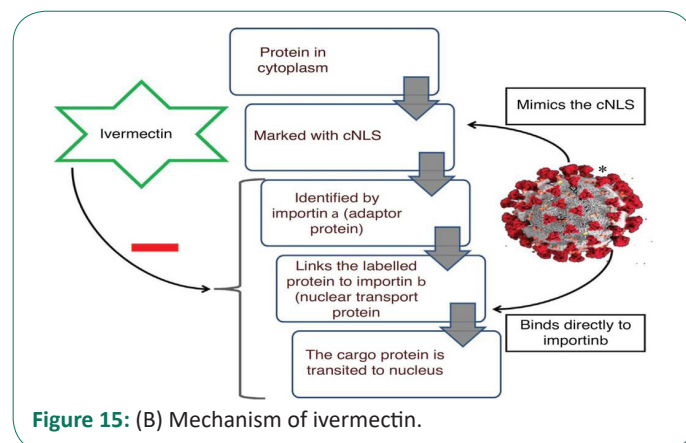 Protein in
cytoplasm
Mimics the cNLS
Ivermectin
Marked with cNLS
*
Identified by
importin a (adaptor
protein)
Links the labelled
protein to importin b
(nuclear transport
protein
Binds directly to
importinb
The cargo protein is
transited to nucleus
Figure 15: (B) Mechanism of ivermectin.